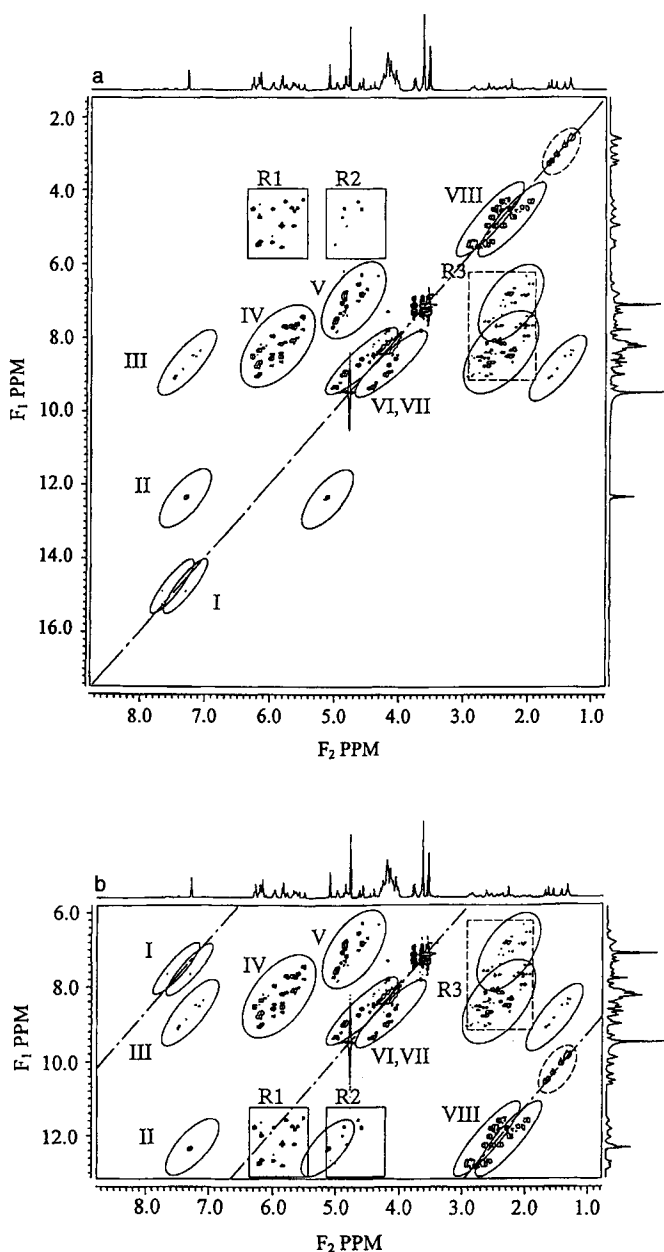 a
2.0
4.0
6.0
8.0
10.0
12.0
14.0
16.0
F₁ PPM
R1
R2
VIII
R3
V
IV
III
VI,VII
II
I
8.0 7.0 6.0 5.0 4.0 3.0 2.0 1.0
F₂ PPM
b
6.0
8.0
10.0
12.0
F₁ PPM
I
V
IV
R3
III
VI,VII
R1
R2
VIII
II
8.0 7.0 6.0 5.0 4.0 3.0 2.0 1.0
F₂ PPM